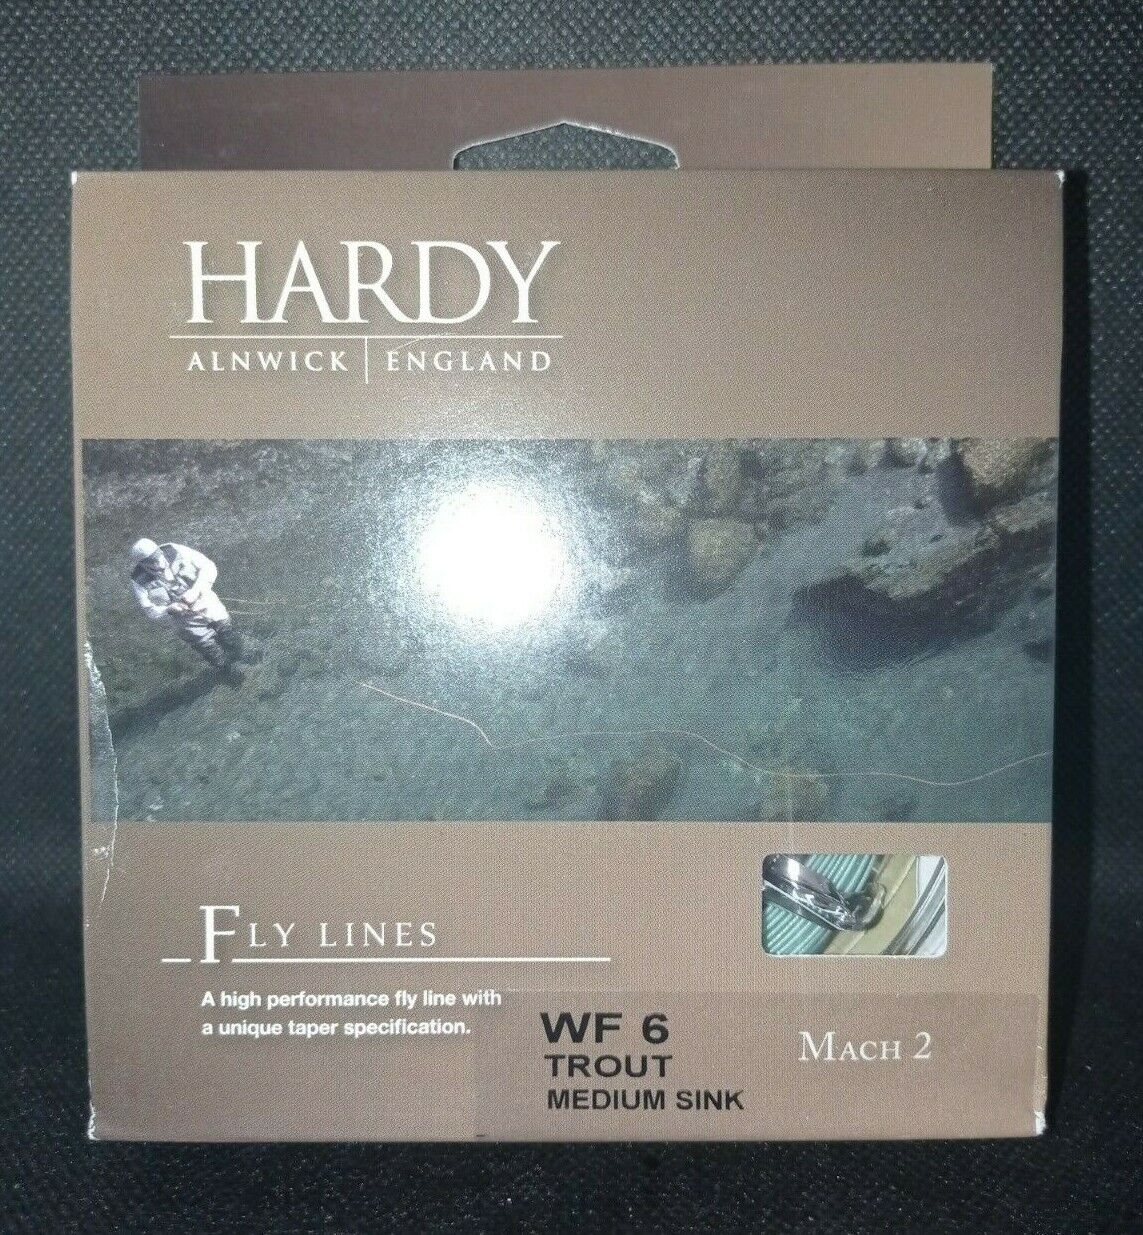 HARDY
ALNWICK | ENGLAND
FLY LINES
A high performance fly line with
a unique taper specification.
WF 6
TROUT
MEDIUM SINK
MACH 2